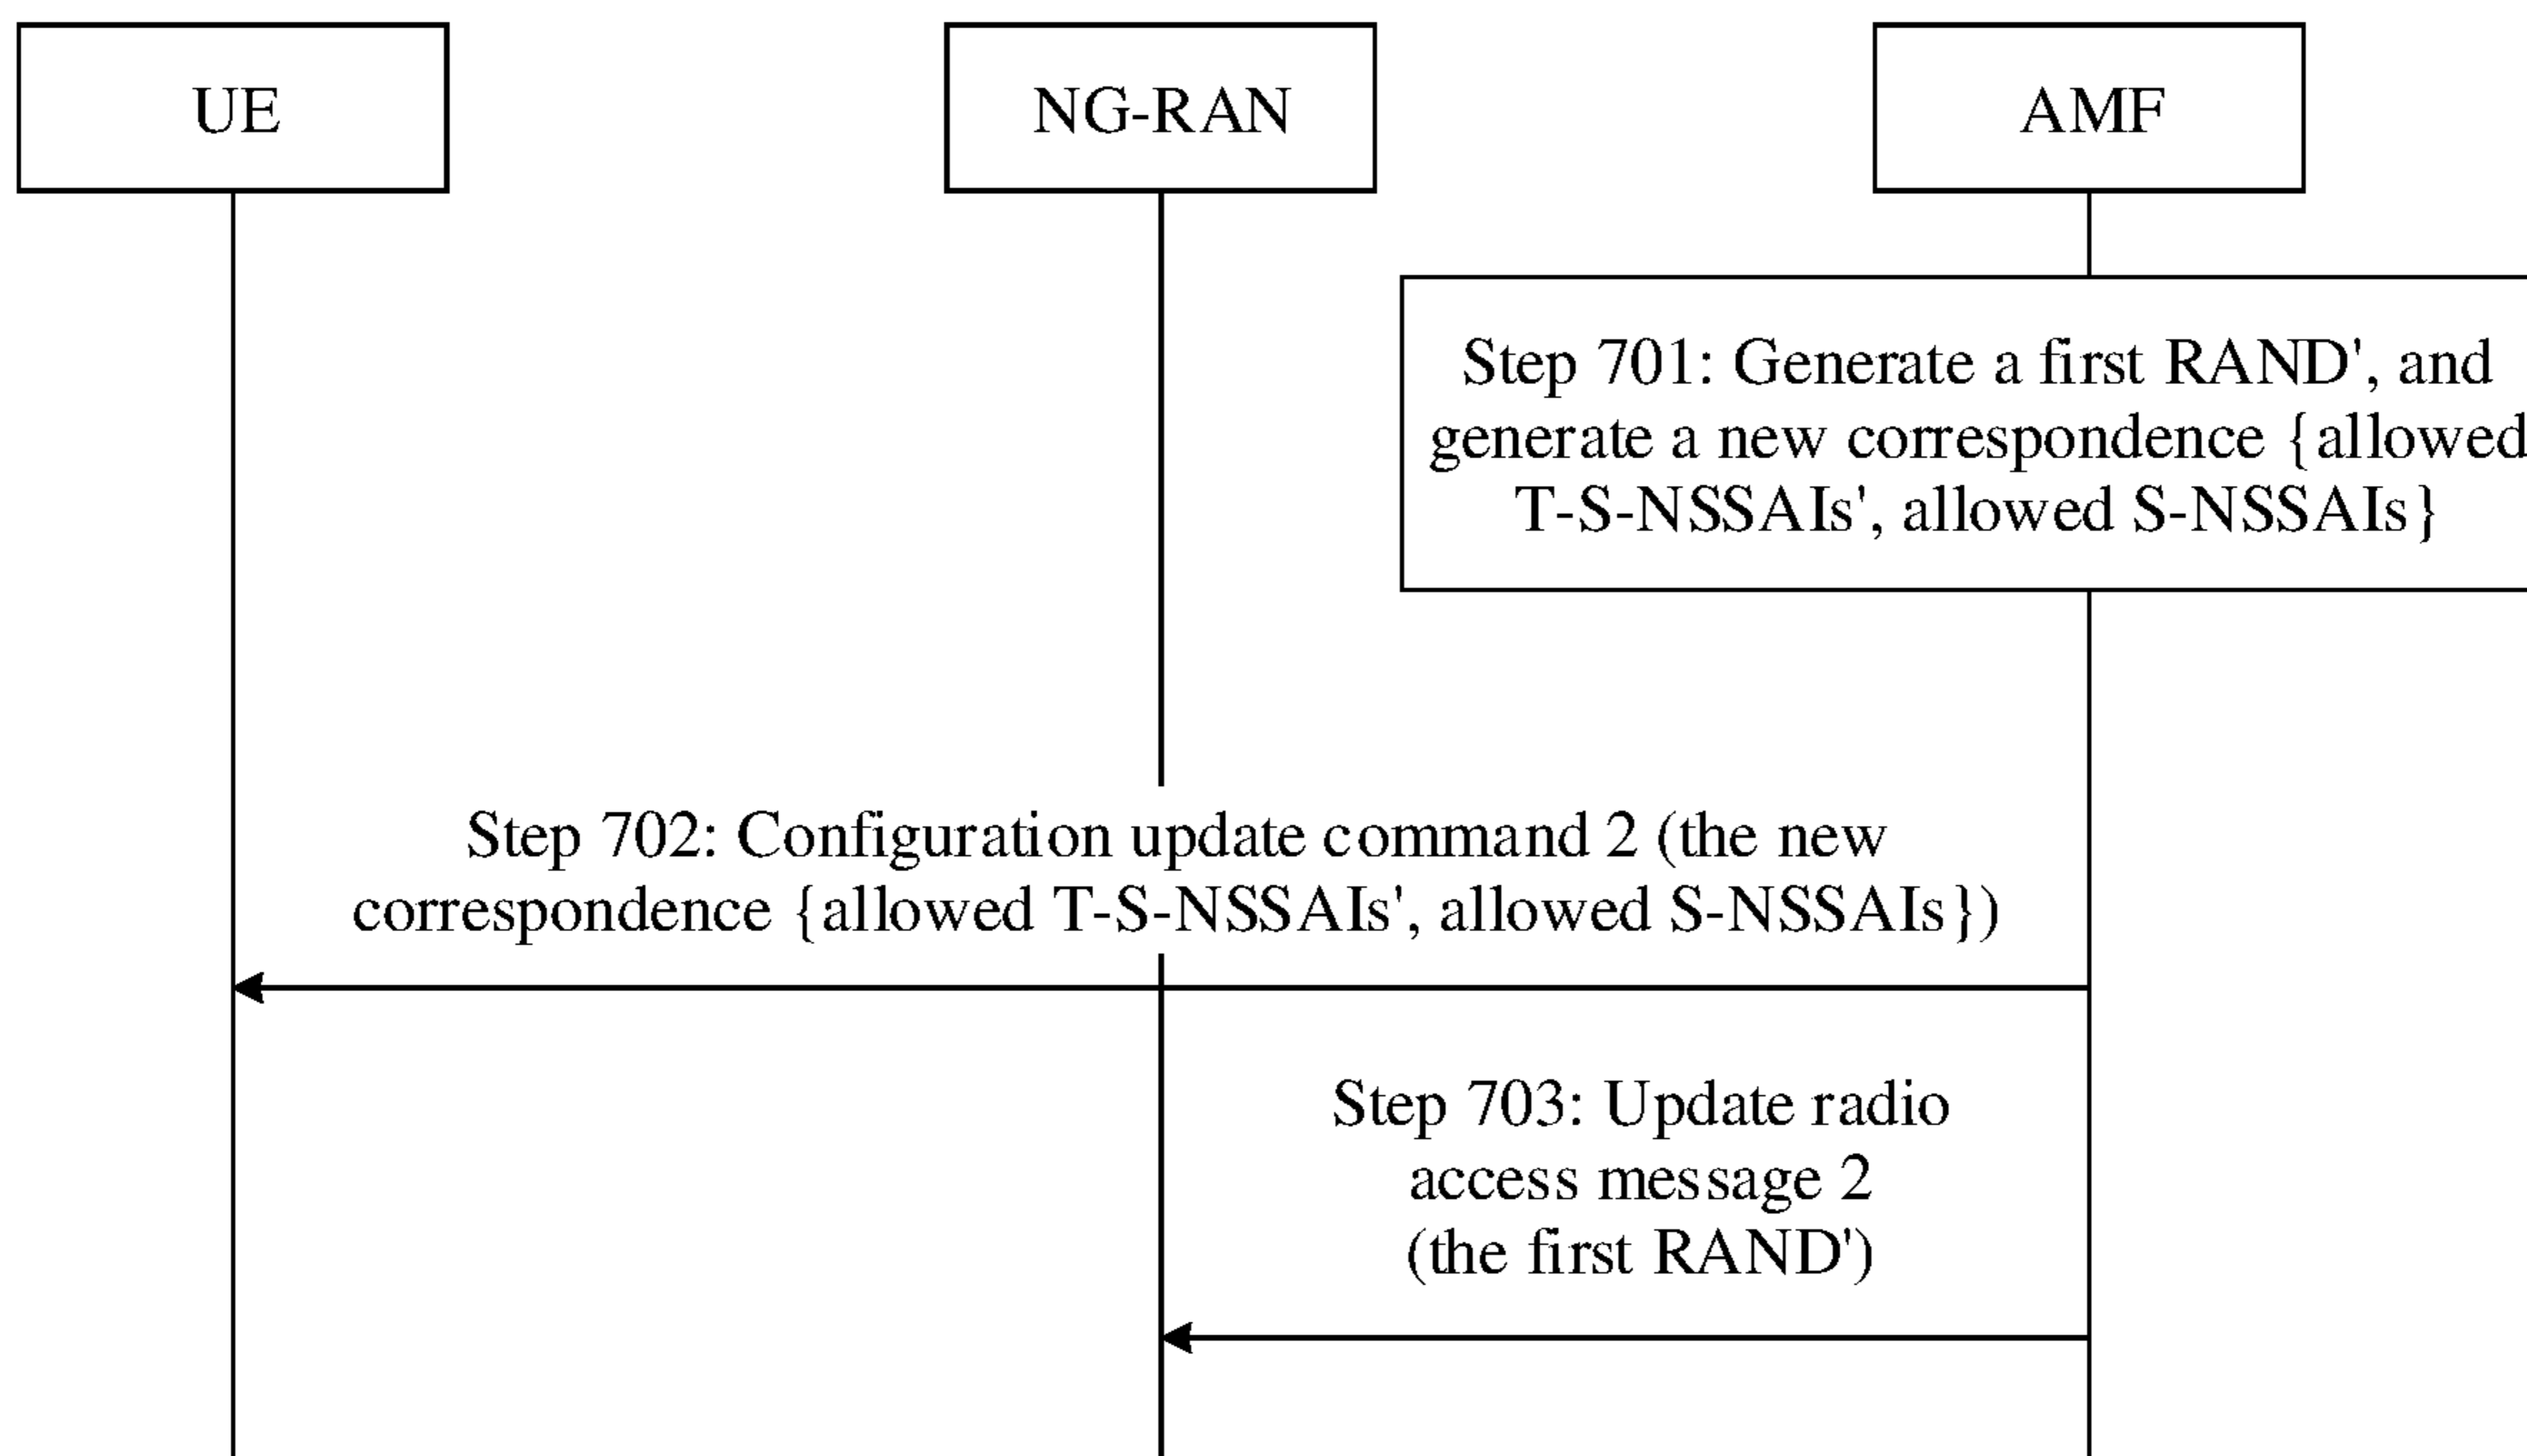 UE
NG-RAN
AMF
Step 701: Generate a first RAND', and
generate a new correspondence {allowed
T-S-NSSAIs', allowed S-NSSAIs}
Step 702: Configuration update command 2 (the new
correspondence {allowed T-S-NSSAIs', allowed S-NSSAIs})
Step 703: Update radio
access message 2
(the first RAND')